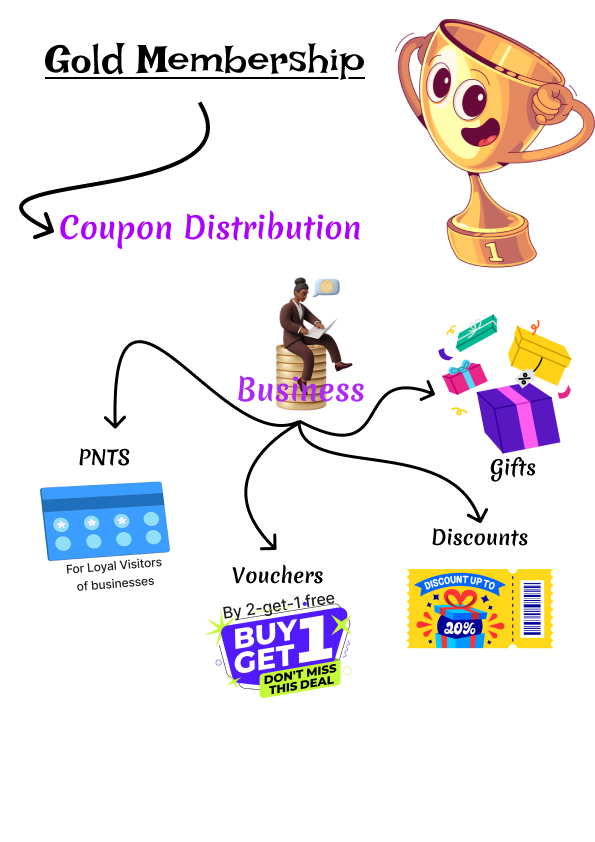 Gold Membership
1
Coupon Distribution
Business
PNTS
For Loyal Visitors
of businesses
Vouchers
By 2-get-1 free
BUY 1
GET
DON'T MISS
THIS DEAL
Gifts
Discounts
DISCOUNT UP TO
20%